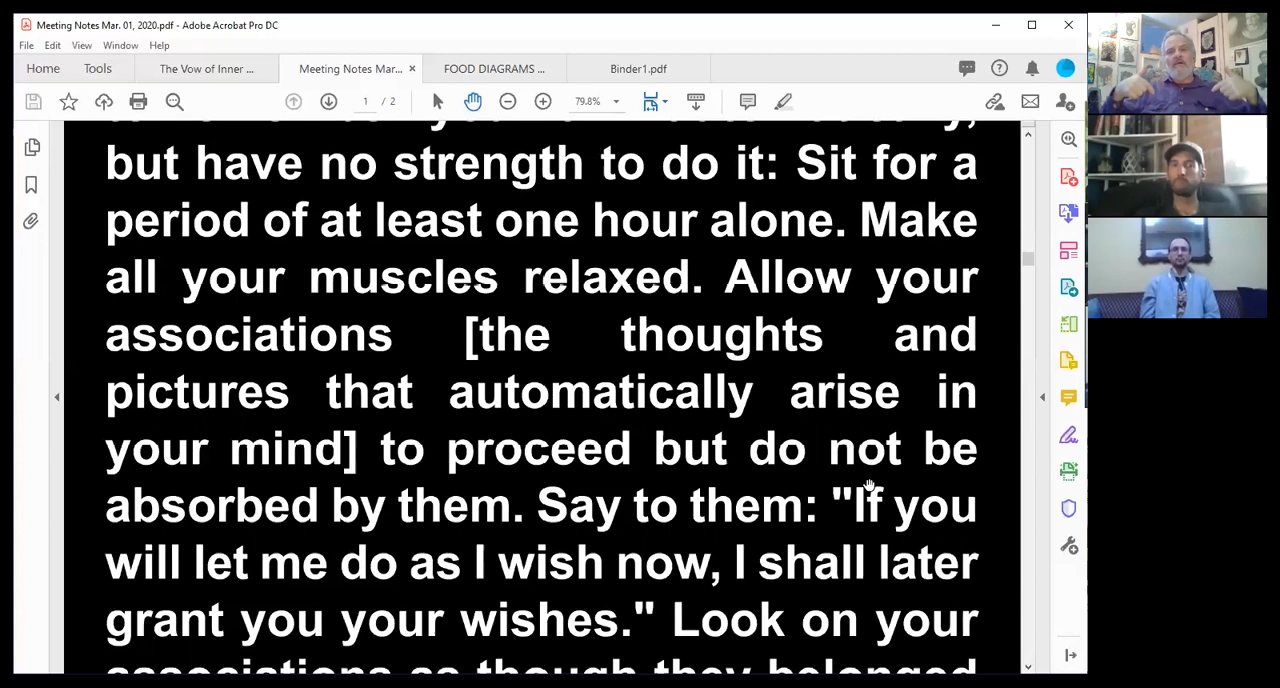 Meeting Notes Mar. 01, 2020.pdf - Adobe Acrobat Pro DC
File Edit View Window Help
Home Tools The Vow of Inner ... Meeting Notes Mar... × FOOD DIAGRAMS ... Binder1.pdf
1 / 2 79.8%
but have no strength to do it: Sit for a
period of at least one hour alone. Make
all your muscles relaxed. Allow your
associations [the thoughts and
pictures that automatically arise in
your mind] to proceed but do not be
absorbed by them. Say to them: "If you
will let me do as I wish now, I shall later
grant you your wishes." Look on your
associations as though they belonged